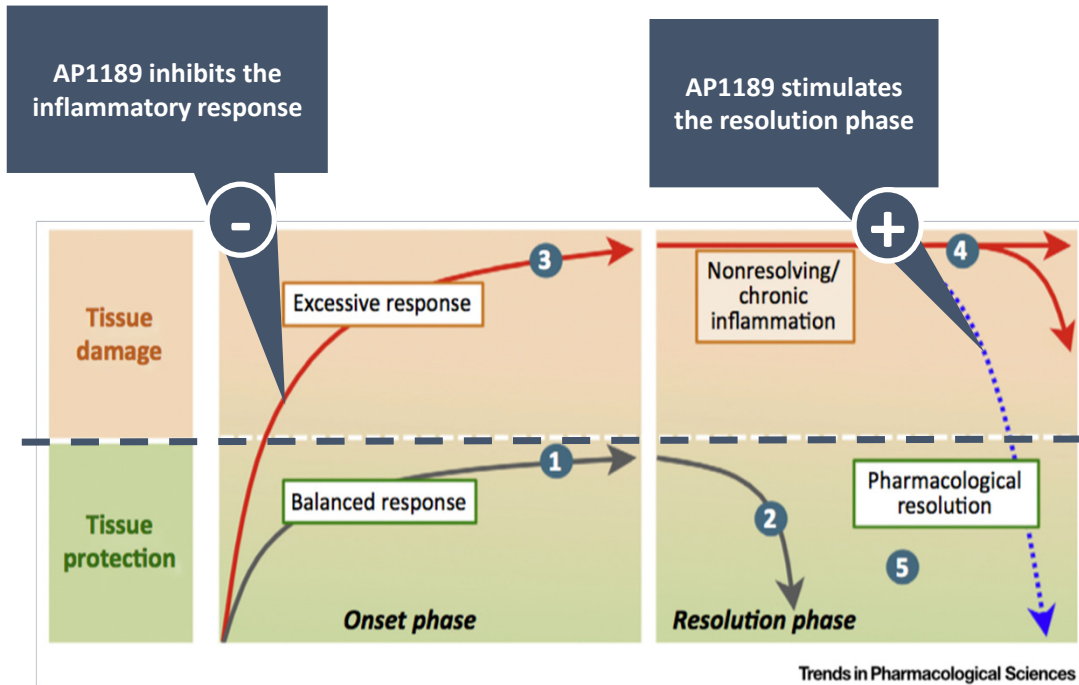 AP1189 inhibits the
inflammatory response
AP1189 stimulates
the resolution phase
-
+
Tissue
damage
Excessive response
3
Nonresolving/
chronic
inflammation
4
Tissue
protection
Balanced response
1
2
Pharmacological
resolution
5
Onset phase
Resolution phase
Trends in Pharmacological Sciences